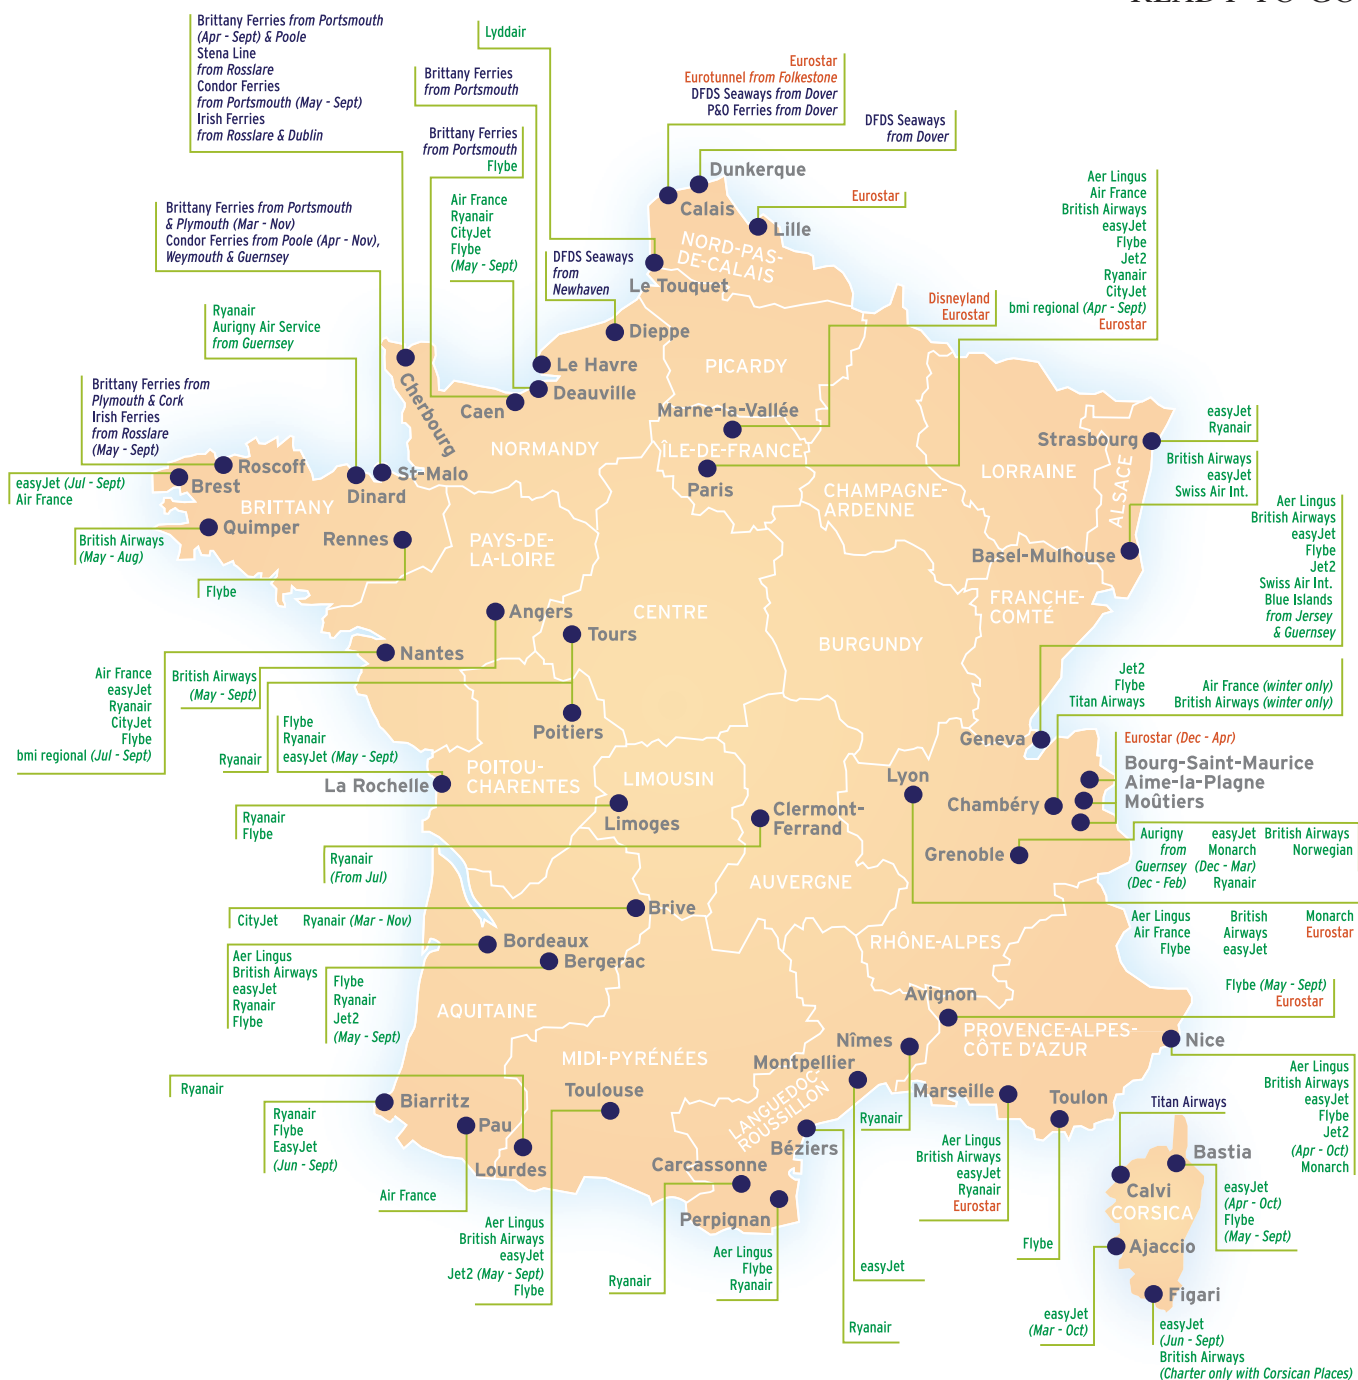 READY TO GO
Brittany Ferries from Portsmouth
(Apr - Sept) & Poole
Stena Line
from Rosslare
Condor Ferries
from Portsmouth (May - Sept)
Irish Ferries
from Rosslare & Dublin
Lyddair
Brittany Ferries
from Portsmouth
Brittany Ferries
from Portsmouth
Flybe
Eurostar
Eurotunnel from Folkestone
DFDS Seaways from Dover
P&O Ferries from Dover
DFDS Seaways
from Dover
Dunkerque
Calais
Eurostar
Lille
NORD-PAS-
DE-CALAIS
Aer Lingus
Air France
British Airways
easyJet
Flybe
Jet2
Ryanair
CityJet
bmi regional (Apr - Sept)
Eurostar
Brittany Ferries from Portsmouth
& Plymouth (Mar - Nov)
Condor Ferries from Poole (Apr - Nov),
Weymouth & Guernsey
Air France
Ryanair
CityJet
Flybe
(May - Sept)
DFDS Seaways
from
Newhaven
Le Touquet
Disneyland
Eurostar
Ryanair
Aurigny Air Service
from Guernsey
Dieppe
Le Havre
Deauville
Caen
Cherbourg
PICARDY
Marne-la-Vallée
ÎLE-DE-FRANCE
Paris
NORMANDY
Brittany Ferries from
Plymouth & Cork
Irish Ferries
from Rosslare
(May - Sept)
easyJet
Ryanair
Strasbourg
LORRAINE
ALSACE
CHAMPAGNE-
ARDENNE
British Airways
easyJet
Swiss Air Int.
Basel-Mulhouse
easyJet (Jul - Sept)
Air France
Roscoff
Brest
BRITTANY
Dinard
St-Malo
Quimper
Rennes
British Airways
(May - Aug)
Flybe
PAYS-DE-
LA-LOIRE
Aer Lingus
British Airways
easyJet
Flybe
Jet2
Swiss Air Int.
Blue Islands
from Jersey
& Guernsey
FRANCHE-
COMTÉ
CENTRE
BURGUNDY
Angers
Tours
Nantes
Poitiers
Air France
easyJet
Ryanair
CityJet
Flybe
bmi regional (Jul - Sept)
British Airways
(May - Sept)
Ryanair
Flybe
Ryanair
easyJet (May - Sept)
La Rochelle
POITOU-
CHARENTES
LIMOUSIN
Limoges
Ryanair
Flybe
Clermont-
Ferrand
Ryanair
(From Jul)
AUVERGNE
Jet2
Flybe
Titan Airways
Air France (winter only)
British Airways (winter only)
Geneva
Lyon
Chambéry
Grenoble
Eurostar (Dec - Apr)
Bourg-Saint-Maurice
Aime-la-Plagne
Moûtiers
Aurigny
from
Guernsey
(Dec - Feb)
easyJet
Monarch
(Dec - Mar)
Ryanair
British Airways
Norwegian
Aer Lingus
Air France
Flybe
British
Airways
easyJet
Monarch
Eurostar
CityJet
Ryanair (Mar - Nov)
Brive
Bordeaux
Bergerac
Aer Lingus
British Airways
easyJet
Ryanair
Flybe
Flybe
Ryanair
Jet2
(May - Sept)
AQUITAINE
RHÔNE-ALPES
Flybe (May - Sept)
Eurostar
Avignon
PROVENCE-ALPES-
CÔTE D'AZUR
Nîmes
Montpellier
Marseille
Toulon
Nice
MIDI-PYRÉNÉES
Toulouse
LANGUEDOC-
ROUSSILLON
Béziers
Ryanair
Biarritz
Pau
Lourdes
Ryanair
Flybe
EasyJet
(Jun - Sept)
Air France
Carcassonne
Perpignan
Aer Lingus
British Airways
easyJet
Jet2 (May - Sept)
Flybe
Ryanair
Aer Lingus
Flybe
Ryanair
Ryanair
easyJet
Ryanair
Aer Lingus
British Airways
easyJet
Ryanair
Eurostar
Flybe
Aer Lingus
British Airways
easyJet
Flybe
Jet2
(Apr - Oct)
Monarch
Titan Airways
Bastia
Calvi
CORSICA
Ajaccio
Figari
easyJet
(Apr - Oct)
Flybe
(May - Sept)
easyJet
(Mar - Oct)
easyJet
(Jun - Sept)
British Airways
(Charter only with Corsican Places)